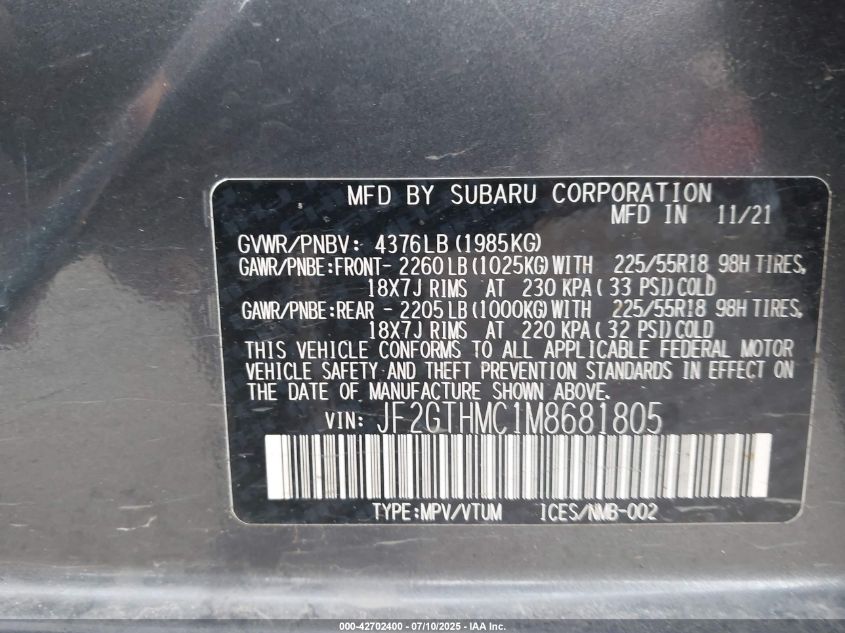 MFD BY SUBARU CORPORATION
MFD IN 11/21
GVWR/PNBV: 4376LB (1985KG)
GAWR/PNBE:FRONT- 2260LB (1025KG) WITH 225/55R18 98H TIRES,
18X7J RIMS AT 230 KPA ( 33 PSI) COLD
GAWR/PNBE:REAR - 2205LB (1000KG) WITH 225/55R18 98H TIRES,
18X7J RIMS AT 220 KPA ( 32 PSI) COLD
THIS VEHICLE CONFORMS TO ALL APPLICABLE FEDERAL MOTOR
VEHICLE SAFETY AND THEFT PREVENTION STANDARDS IN EFFECT ON
THE DATE OF MANUFACTURE SHOWN ABOVE.
VIN: JF2GTHMC1M8681805
TYPE:MPV/VTUM ICES/NMB-002
000-42702400 - 07/10/2025 - IAA Inc.